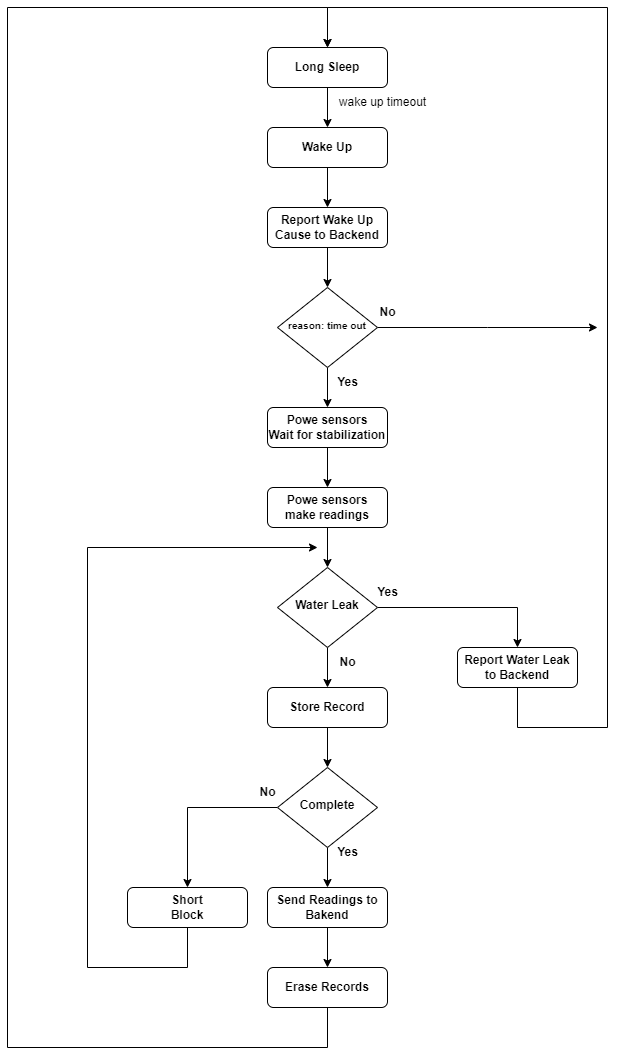 Long Sleep
wake up timeout
Wake Up
Report Wake Up
Cause to Backend
No
reason: time out
Yes
Powe sensors
Wait for stabilization
Powe sensors
make readings
Yes
Water Leak
No
Report Water Leak
to Backend
Store Record
No
Complete
Yes
Short
Block
Send Readings to
Bakend
Erase Records